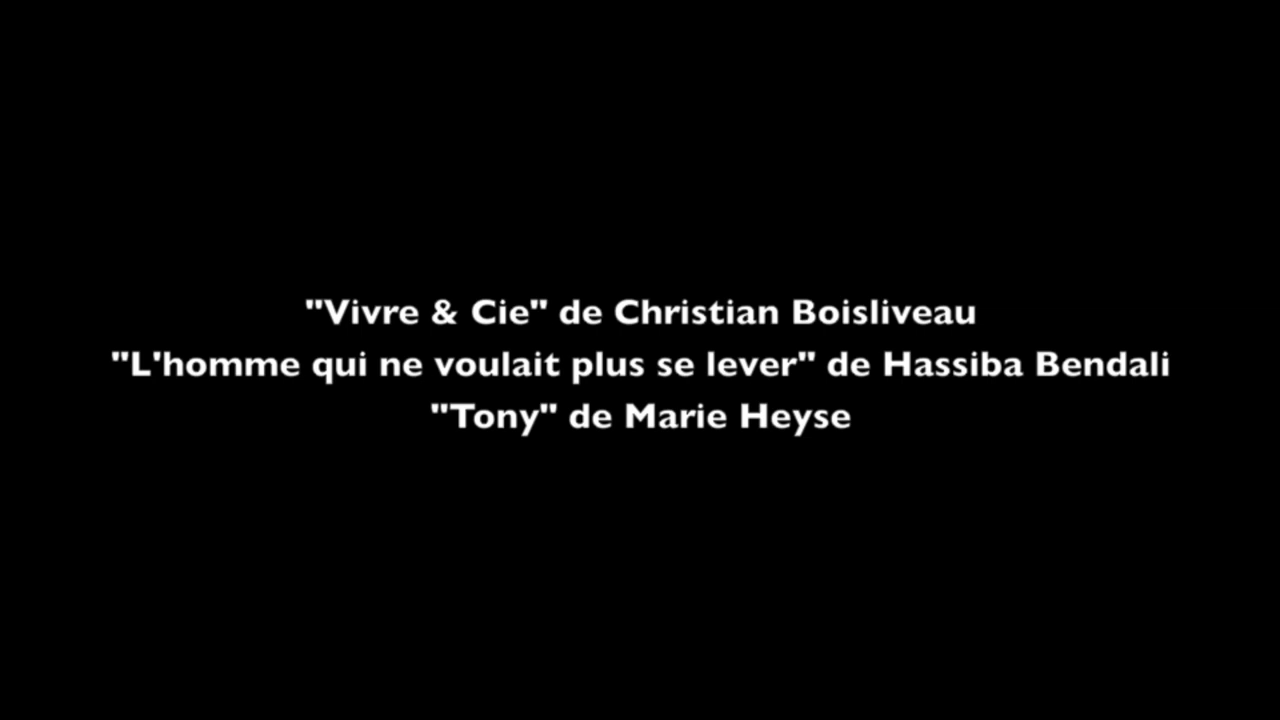 "Vivre & Cie" de Christian Boisliveau
"L'homme qui ne voulait plus se lever" de Hassiba Bendali
"Tony" de Marie Heyse